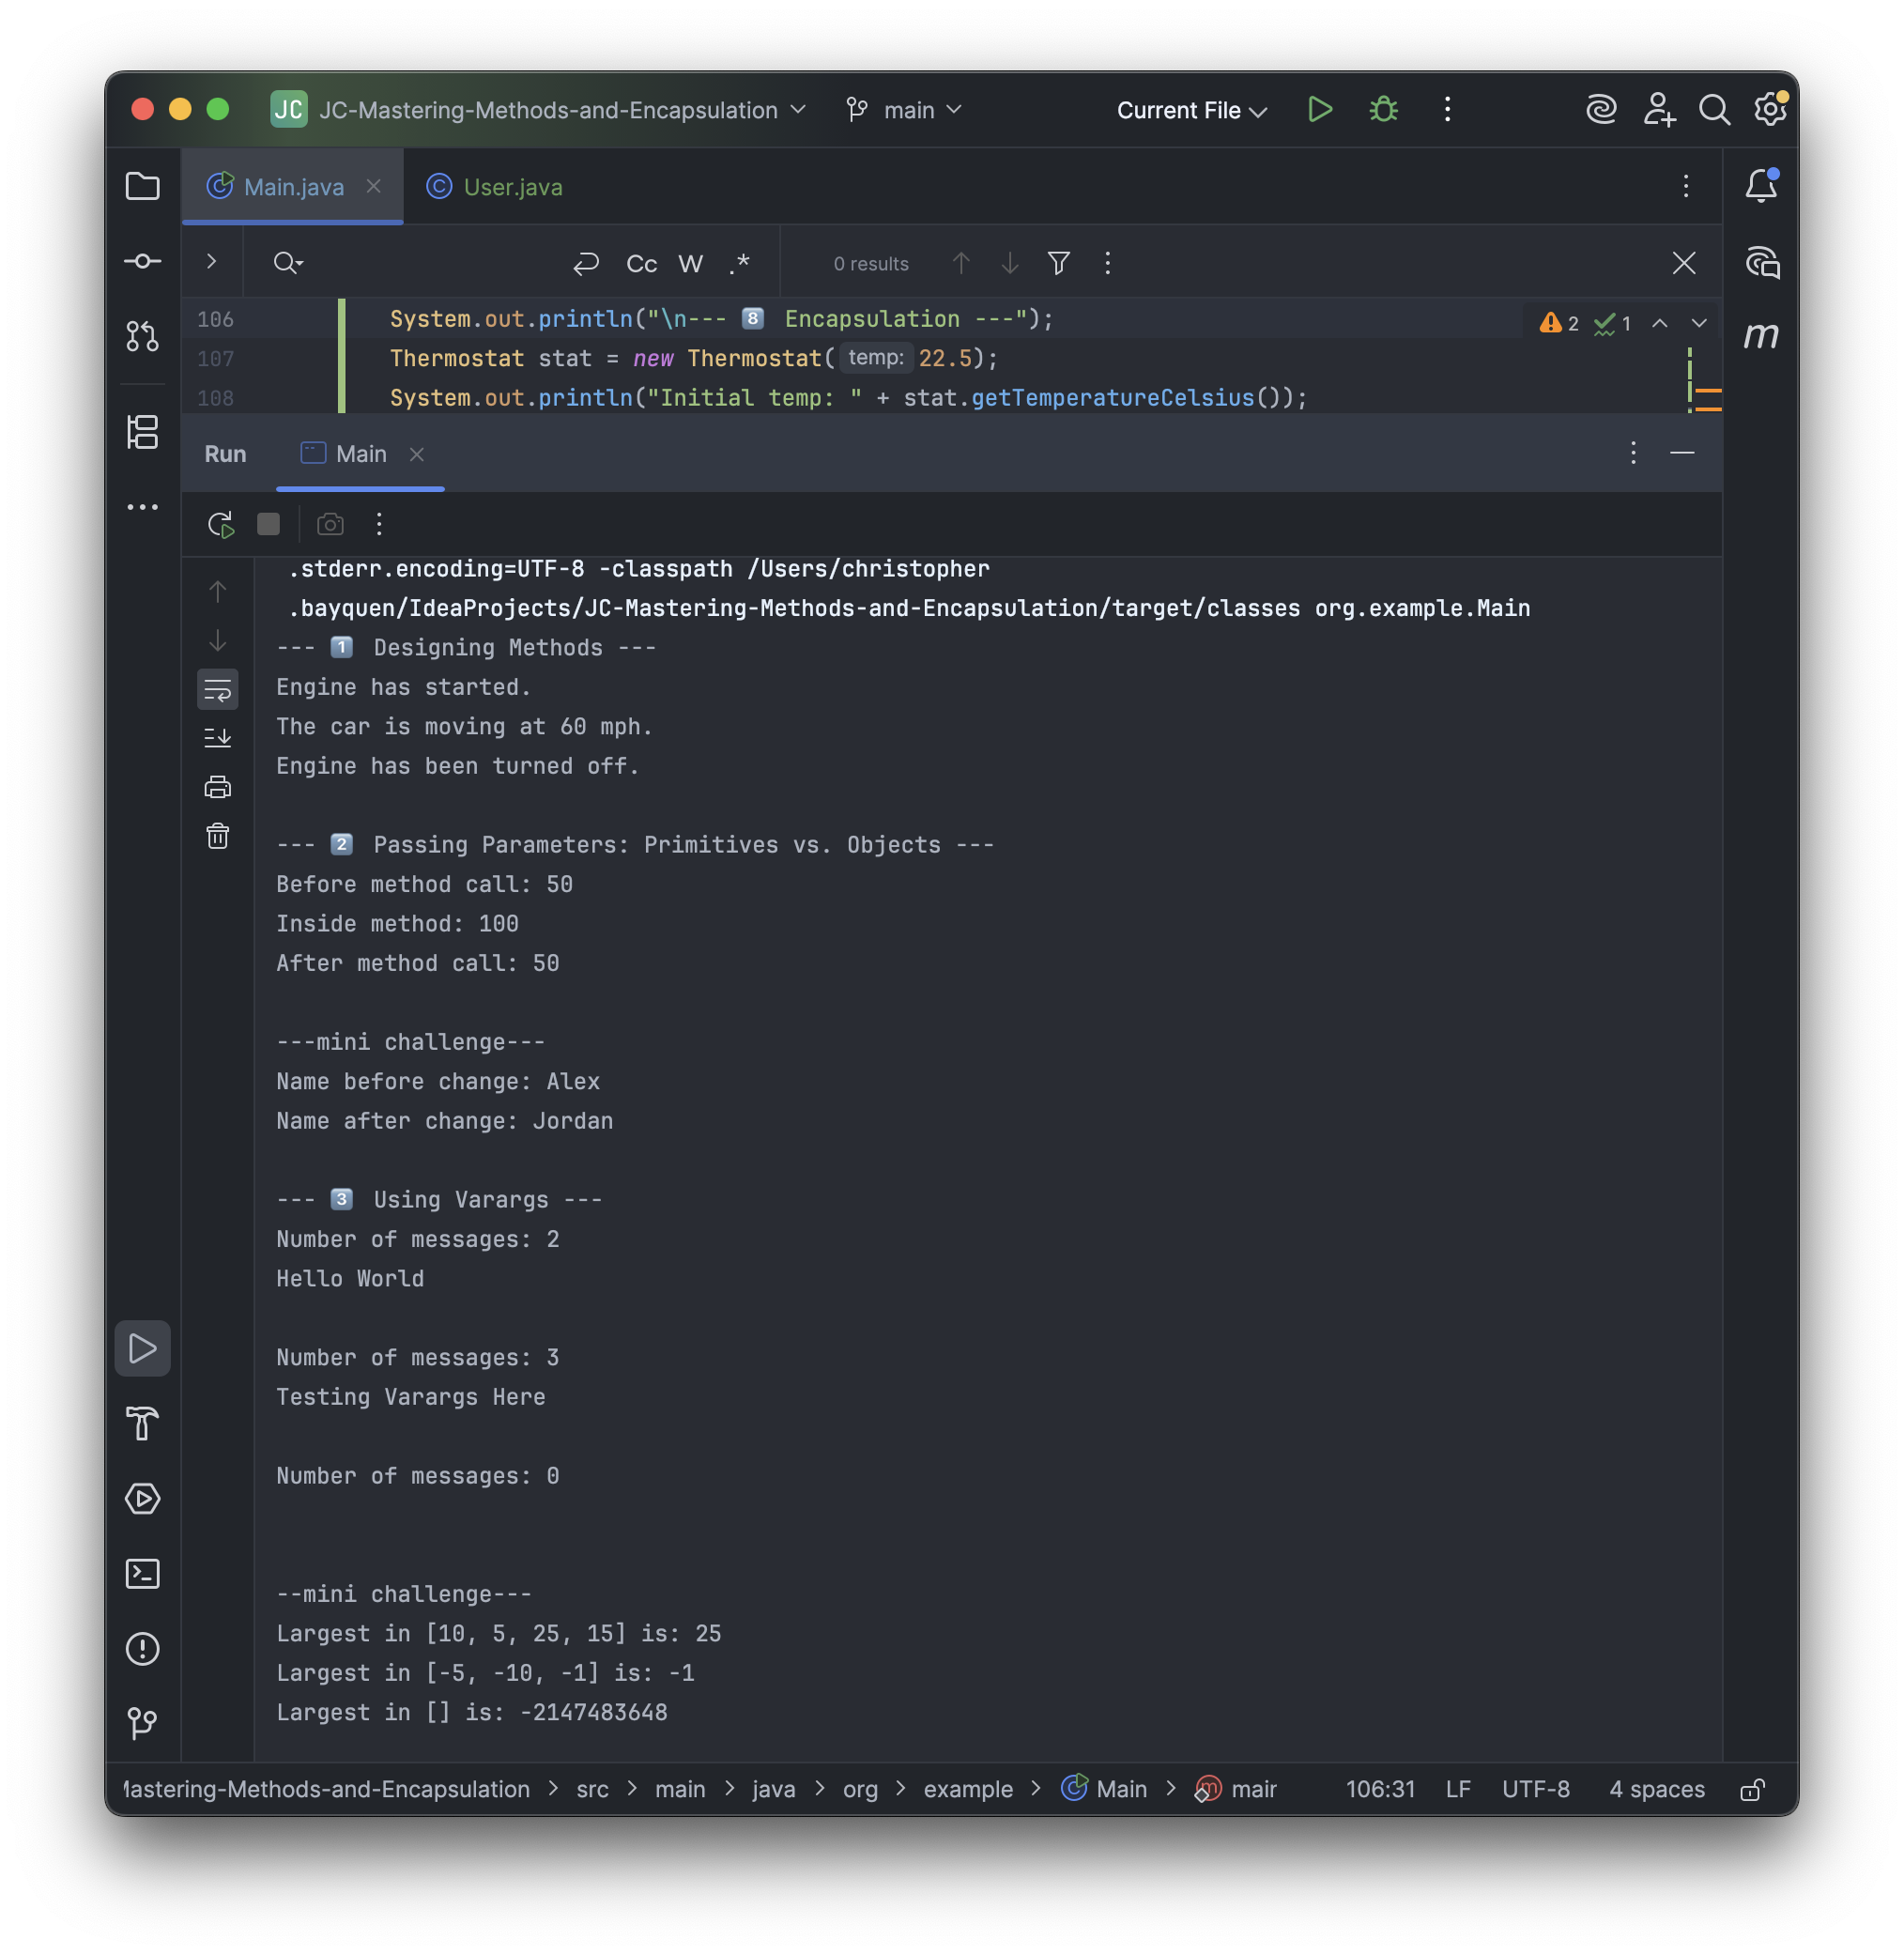 JC JC-Mastering-Methods-and-Encapsulation main Current File
Main.java User.java
Cc W .* 0 results
106 System.out.println("\n--- 8️⃣ Encapsulation ---"); 2 1
107 Thermostat stat = new Thermostat( temp: 22.5);
108 System.out.println("Initial temp: " + stat.getTemperatureCelsius());
Run Main
.stderr.encoding=UTF-8 -classpath /Users/christopher
.bayquen/IdeaProjects/JC-Mastering-Methods-and-Encapsulation/target/classes org.example.Main
--- 1️⃣ Designing Methods ---
Engine has started.
The car is moving at 60 mph.
Engine has been turned off.
--- 2️⃣ Passing Parameters: Primitives vs. Objects ---
Before method call: 50
Inside method: 100
After method call: 50
---mini challenge---
Name before change: Alex
Name after change: Jordan
--- 3️⃣ Using Varargs ---
Number of messages: 2
Hello World
Number of messages: 3
Testing Varargs Here
Number of messages: 0
--mini challenge---
Largest in [10, 5, 25, 15] is: 25
Largest in [-5, -10, -1] is: -1
Largest in [] is: -2147483648
Mastering-Methods-and-Encapsulation > src > main > java > org > example > Main > mair 106:31 LF UTF-8 4 spaces